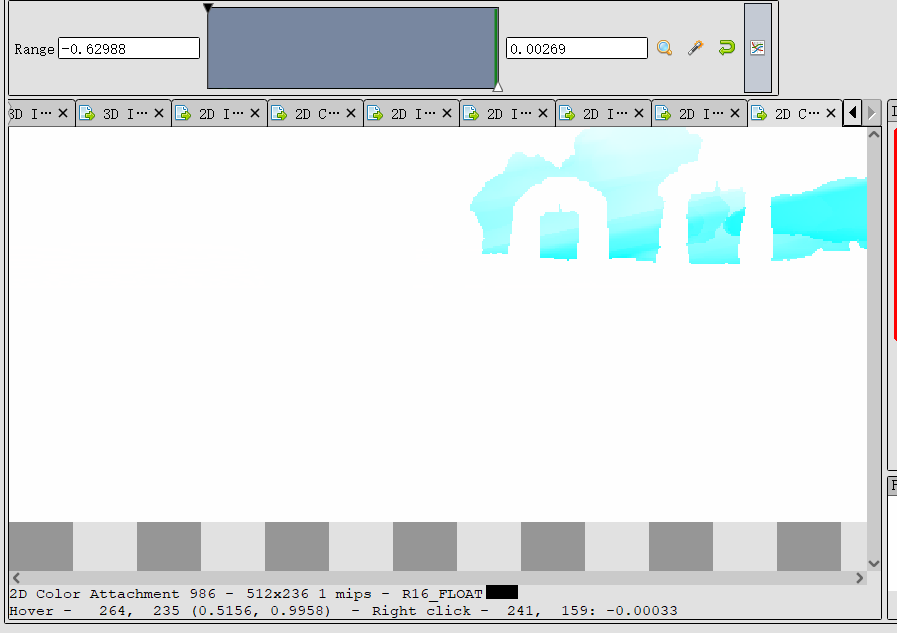 Range -0.62988 0.00269
3D I··· 3D I··· 2D I··· 2D C··· 2D I··· 2D I··· 2D I··· 2D I··· 2D C···
2D Color Attachment 986 - 512x236 1 mips - R16_FLOAT
Hover - 264, 235 (0.5156, 0.9958) - Right click - 241, 159: -0.00033